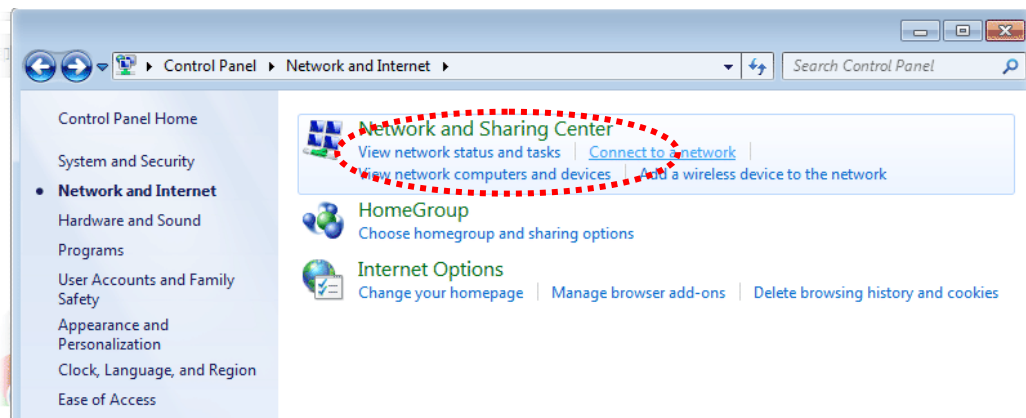 Control Panel Network and Internet
Search Control Panel
Control Panel Home
System and Security
Network and Internet
Hardware and Sound
Programs
User Accounts and Family
Safety
Appearance and
Personalization
Clock, Language, and Region
Ease of Access
Network and Sharing Center
View network status and tasks Connect to a network
View network computers and devices Add a wireless device to the network
HomeGroup
Choose homegroup and sharing options
Internet Options
Change your homepage Manage browser add-ons Delete browsing history and cookies